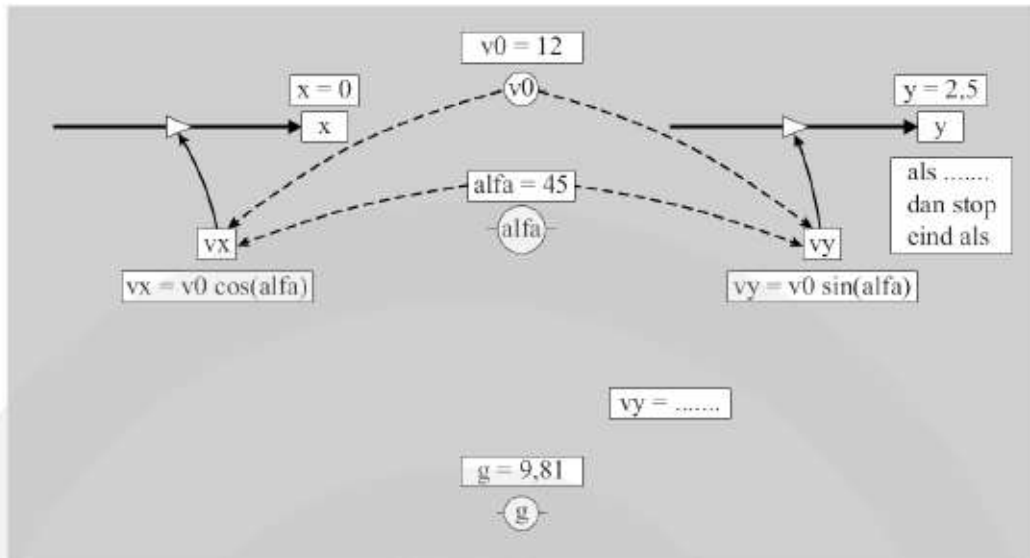 v0 = 12
v0
x = 0
x
y = 2,5
y
als .......
dan stop
eind als
alfa = 45
alfa
vx
vy
vx = v0 cos(alfa)
vy = v0 sin(alfa)
vy = .......
g = 9,81
g